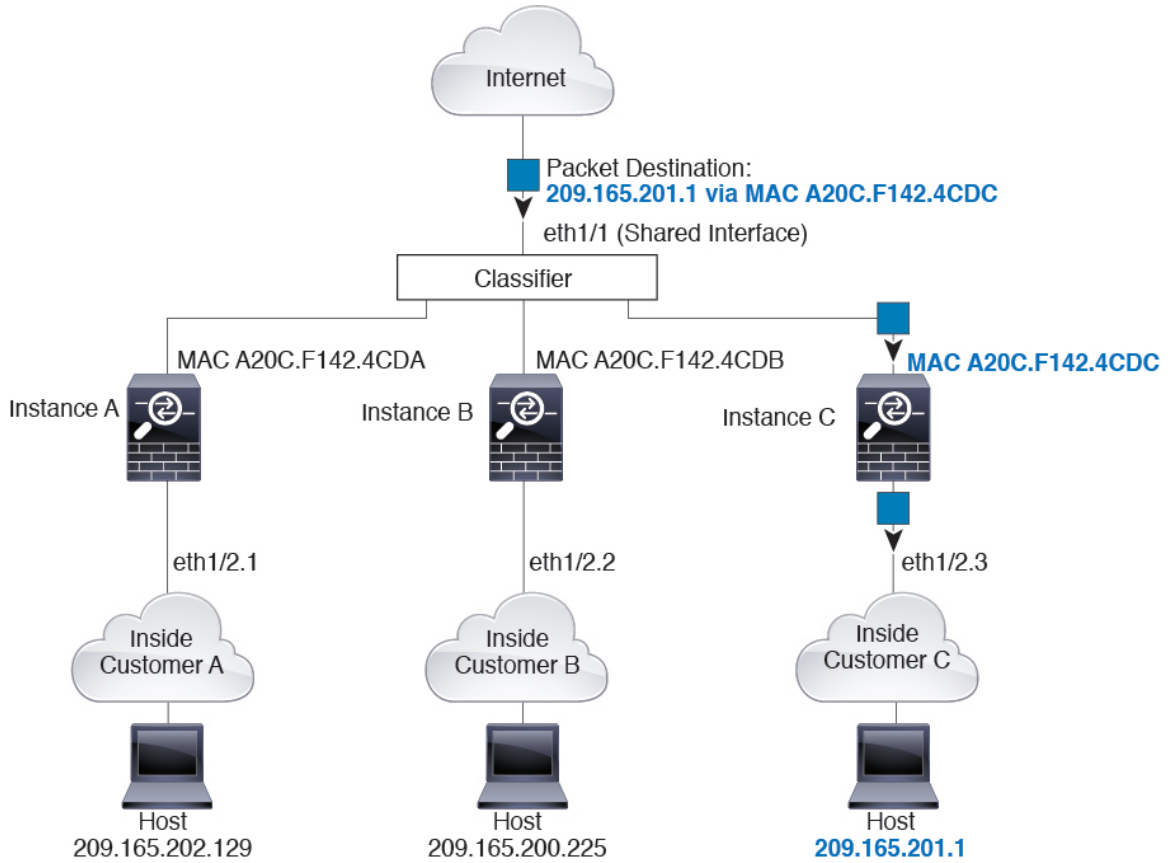 Internet
Packet Destination:
209.165.201.1 via MAC A20C.F142.4CDC
eth1/1 (Shared Interface)
Classifier
MAC A20C.F142.4CDA
MAC A20C.F142.4CDB
MAC A20C.F142.4CDC
Instance A
Instance B
Instance C
eth1/2.1
eth1/2.2
eth1/2.3
Inside
Customer A
Inside
Customer B
Inside
Customer C
Host
209.165.202.129
Host
209.165.200.225
Host
209.165.201.1